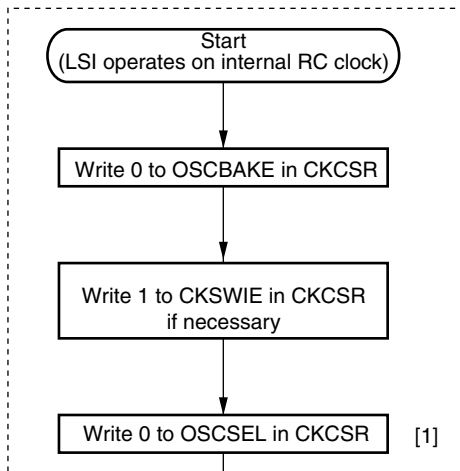 Start
(LSI operates on internal RC clock)
Write 0 to OSCBAKE in CKCSR
Write 1 to CKSWIE in CKCSR
if necessary
Write 0 to OSCSEL in CKCSR [1]